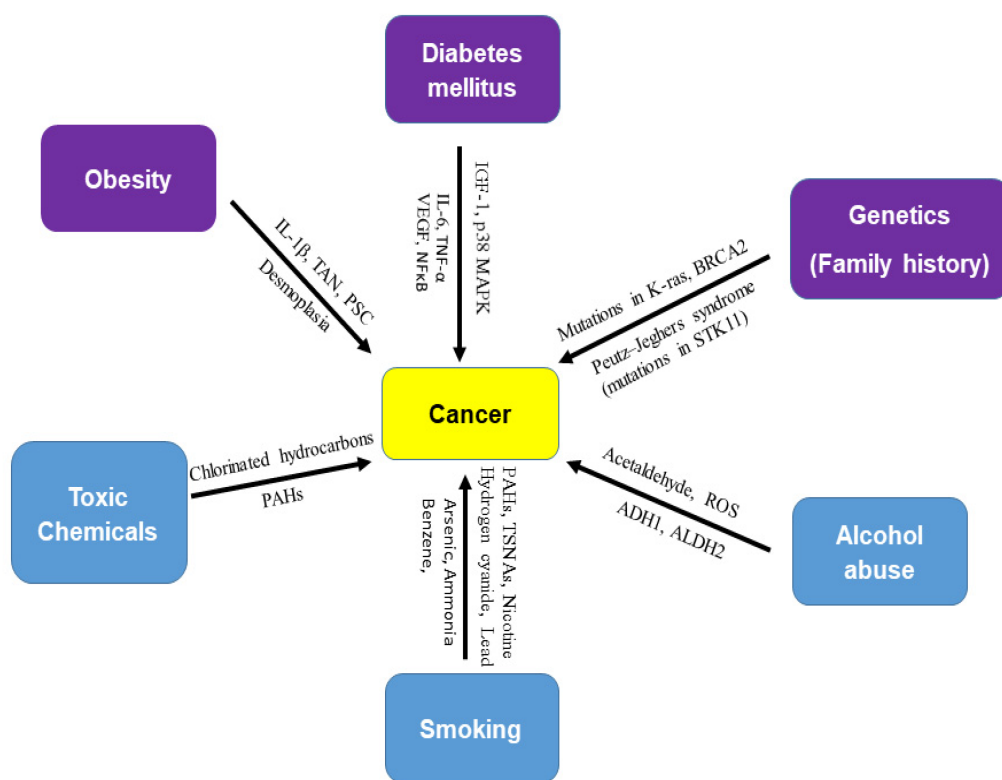 Diabetes
mellitus
Obesity
Genetics
(Family history)
IL-1β, TAN, PSC
Desmoplasia
IGF-1, p38 MAPK
IL-6, TNF-α
VEGF, NFκB
Mutations in K-ras, BRCA2
Peutz–Jeghers syndrome
(mutations in STK11)
Cancer
Toxic
Chemicals
Chlorinated hydrocarbons
PAHs
PAHs, TSNAs, Nicotine
Hydrogen cyanide, Lead
Arsenic, Ammonia
Benzene,
Acetaldehyde, ROS
ADH1, ALDH2
Alcohol
abuse
Smoking